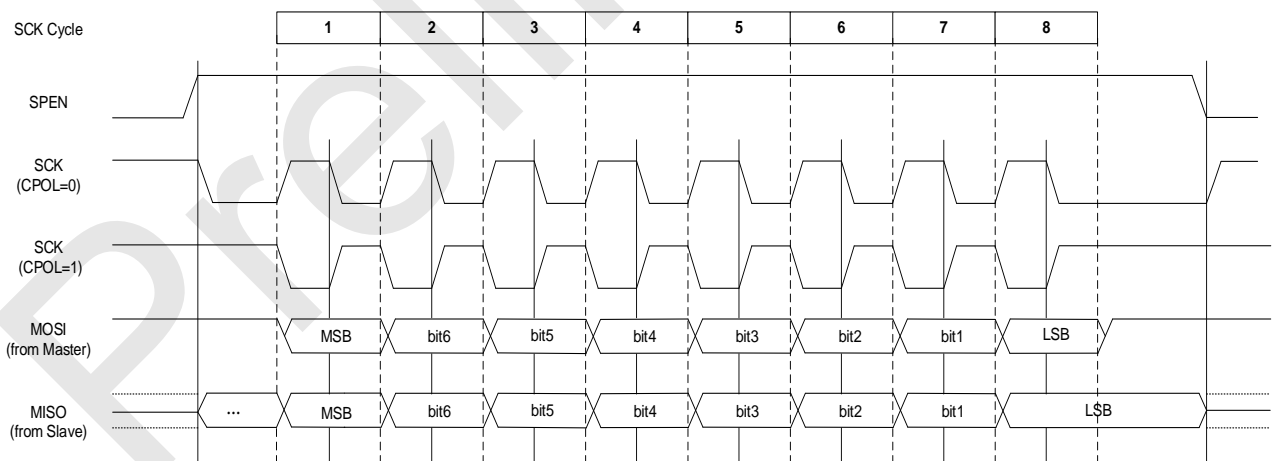 SCK Cycle 1 2 3 4 5 6 7 8
SPEN
SCK
(CPOL=0)
SCK
(CPOL=1)
MOSI
(from Master)
MSB bit6 bit5 bit4 bit3 bit2 bit1 LSB
MISO
(from Slave)
... MSB bit6 bit5 bit4 bit3 bit2 bit1 LSB